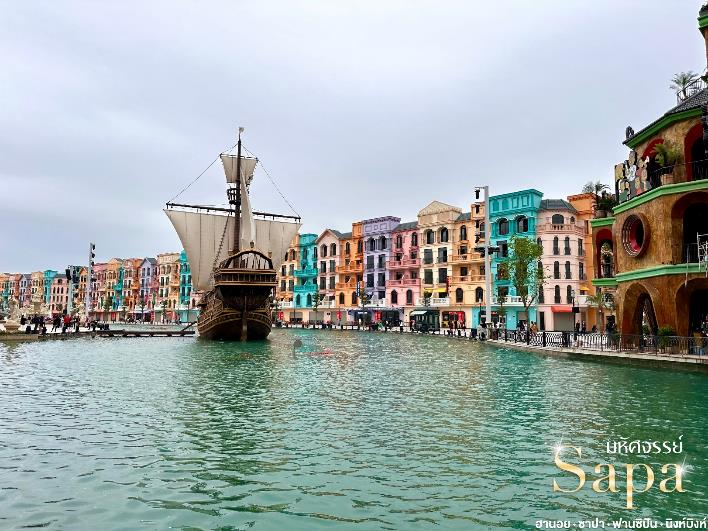 มหัศจรรย์
Sapa
ฮานอย · ซาปา · ฟานซิปัน · นิงห์บิงห์